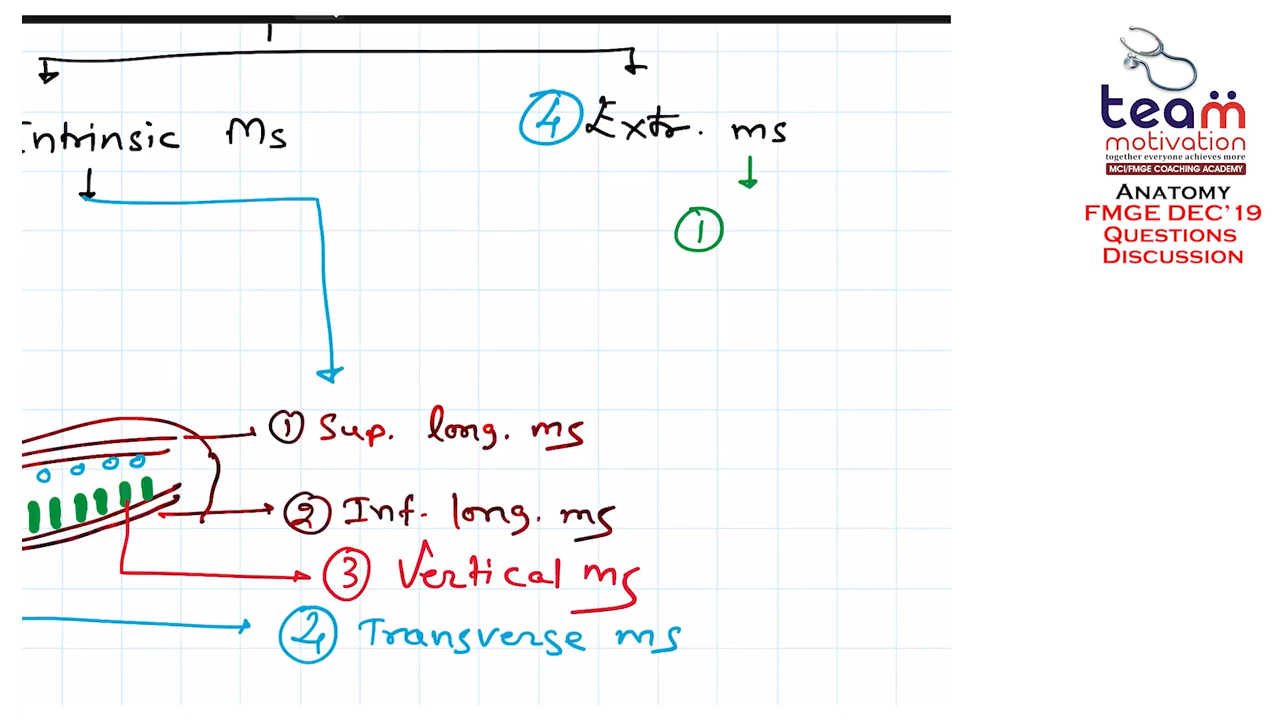 Intrinsic Ms
④ Extr. ms
①
① Sup. long. ms
② Inf. long. ms
③ Vertical ms
④ Transverse ms
team
motivation
together everyone achieves more
MCI/FMGE COACHING ACADEMY
ANATOMY
FMGE DEC'19
QUESTIONS
DISCUSSION